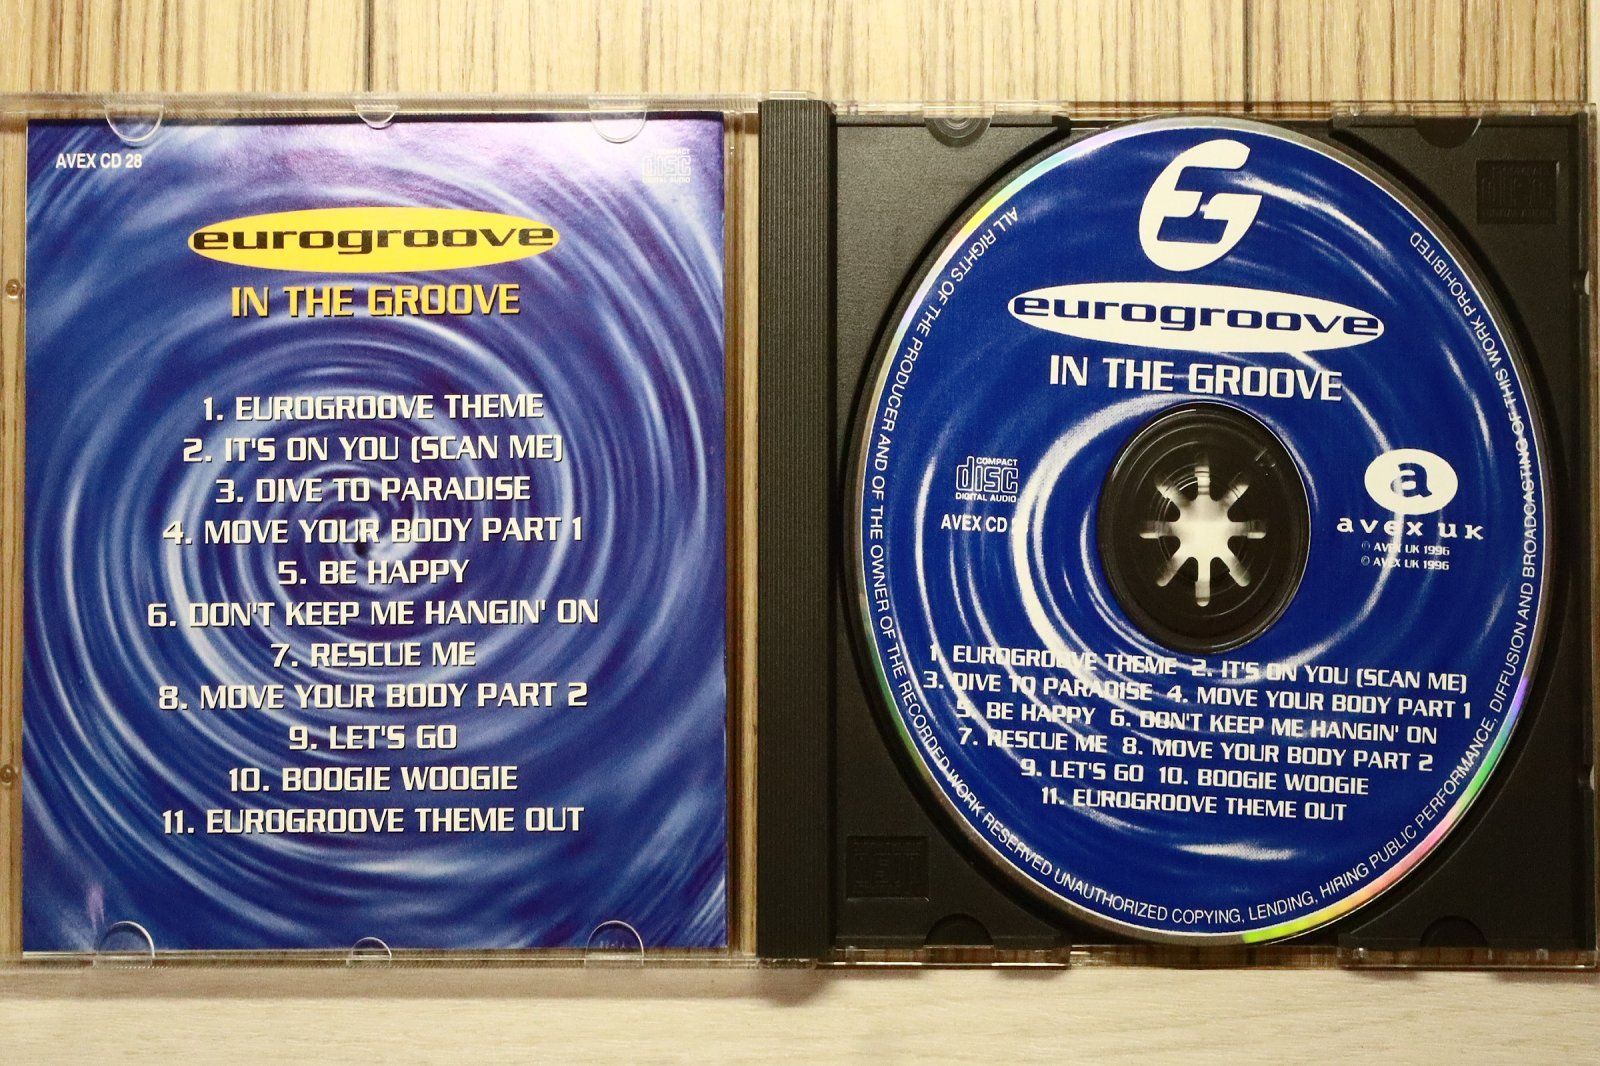 AVEX CD 28
COMPACT
disc
DIGITAL AUDIO
eurogroove
IN THE GROOVE
1. EUROGROOVE THEME
2. IT'S ON YOU (SCAN ME)
3. DIVE TO PARADISE
4. MOVE YOUR BODY PART 1
5. BE HAPPY
6. DON'T KEEP ME HANGIN' ON
7. RESCUE ME
8. MOVE YOUR BODY PART 2
9. LET'S GO
10. BOOGIE WOOGIE
11. EUROGROOVE THEME OUT
EG
eurogroove
IN THE GROOVE
COMPACT
disc
DIGITAL AUDIO
AVEX CD
a
avex uk
℗ AVEX UK 1996
© AVEX UK 1996
1. EUROGROOVE THEME 2. IT'S ON YOU (SCAN ME)
3. DIVE TO PARADISE 4. MOVE YOUR BODY PART 1
5. BE HAPPY 6. DON'T KEEP ME HANGIN' ON
7. RESCUE ME 8. MOVE YOUR BODY PART 2
9. LET'S GO 10. BOOGIE WOOGIE
11. EUROGROOVE THEME OUT
ALL RIGHTS OF THE PRODUCER AND OF THE OWNER OF THE RECORDED WORK RESERVED UNAUTHORIZED COPYING, LENDING, HIRING PUBLIC PERFORMANCE, DIFFUSION AND BROADCASTING OF THIS WORK PROHIBITED